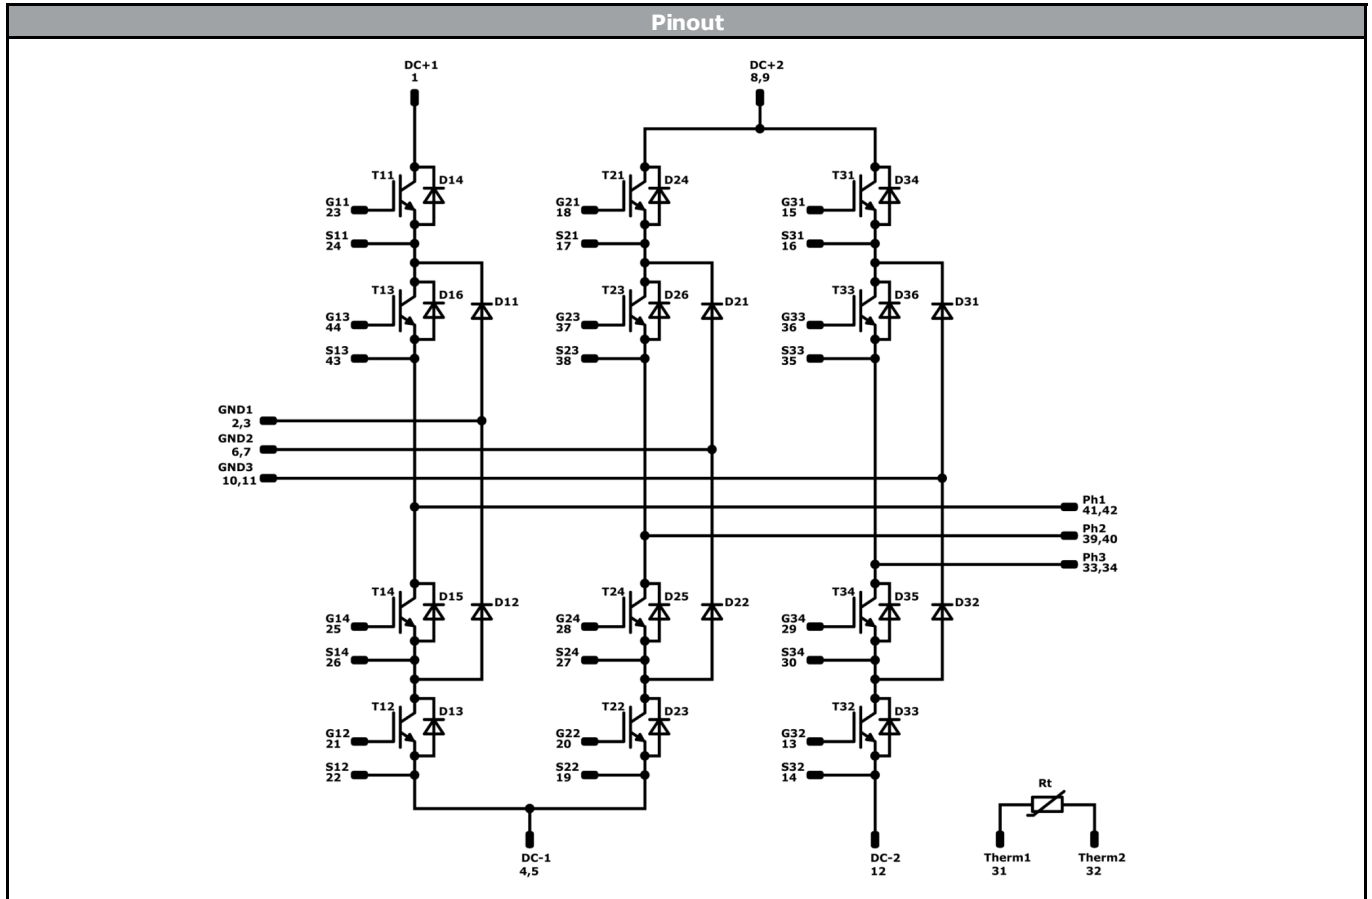 Pinout
DC+1
1
DC+2
8,9
T11
D14
G11
23
S11
24
T21
D24
G21
18
S21
17
T31
D34
G31
15
S31
16
T13
D16
D11
G13
44
S13
43
T23
D26
D21
G23
37
S23
38
T33
D36
D31
G33
36
S33
35
GND1
2,3
GND2
6,7
GND3
10,11
Ph1
41,42
Ph2
39,40
Ph3
33,34
T14
D15
D12
G14
25
S14
26
T24
D25
D22
G24
28
S24
27
T34
D35
D32
G34
29
S34
30
T12
D13
G12
21
S12
22
T22
D23
G22
20
S22
19
T32
D33
G32
13
S32
14
Rt
DC-1
4,5
DC-2
12
Therm1
31
Therm2
32